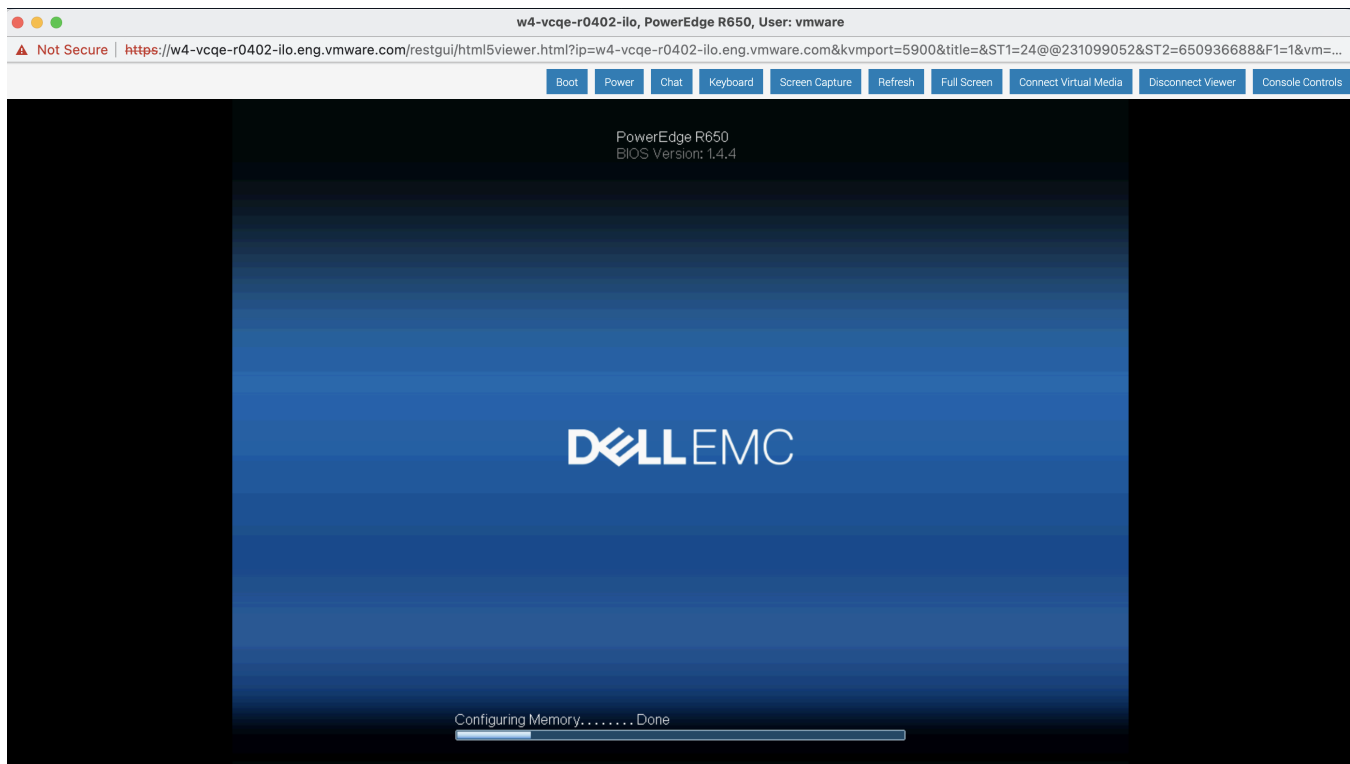 w4-vcqe-r0402-ilo, PowerEdge R650, User: vmware
Not Secure | https://w4-vcqe-r0402-ilo.eng.vmware.com/restgui/html5viewer.html?ip=w4-vcqe-r0402-ilo.eng.vmware.com&kvmport=5900&title=&ST1=24@@231099052&ST2=650936688&F1=1&vm=...
Boot Power Chat Keyboard Screen Capture Refresh Full Screen Connect Virtual Media Disconnect Viewer Console Controls
PowerEdge R650
BIOS Version: 1.4.4
DELLEMC
Configuring Memory........Done